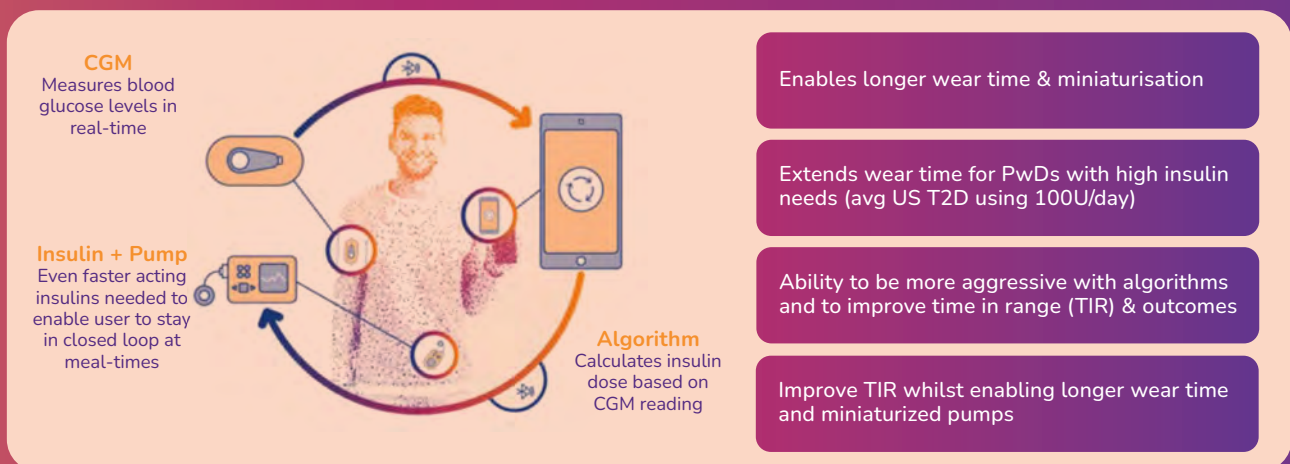 CGM
Measures blood
glucose levels in
real-time
Insulin + Pump
Even faster acting
insulins needed to
enable user to stay
in closed loop at
meal-times
Algorithm
Calculates insulin
dose based on
CGM reading
Enables longer wear time & miniaturisation
Extends wear time for PwDs with high insulin
needs (avg US T2D using 100U/day)
Ability to be more aggressive with algorithms
and to improve time in range (TIR) & outcomes
Improve TIR whilst enabling longer wear time
and miniaturized pumps